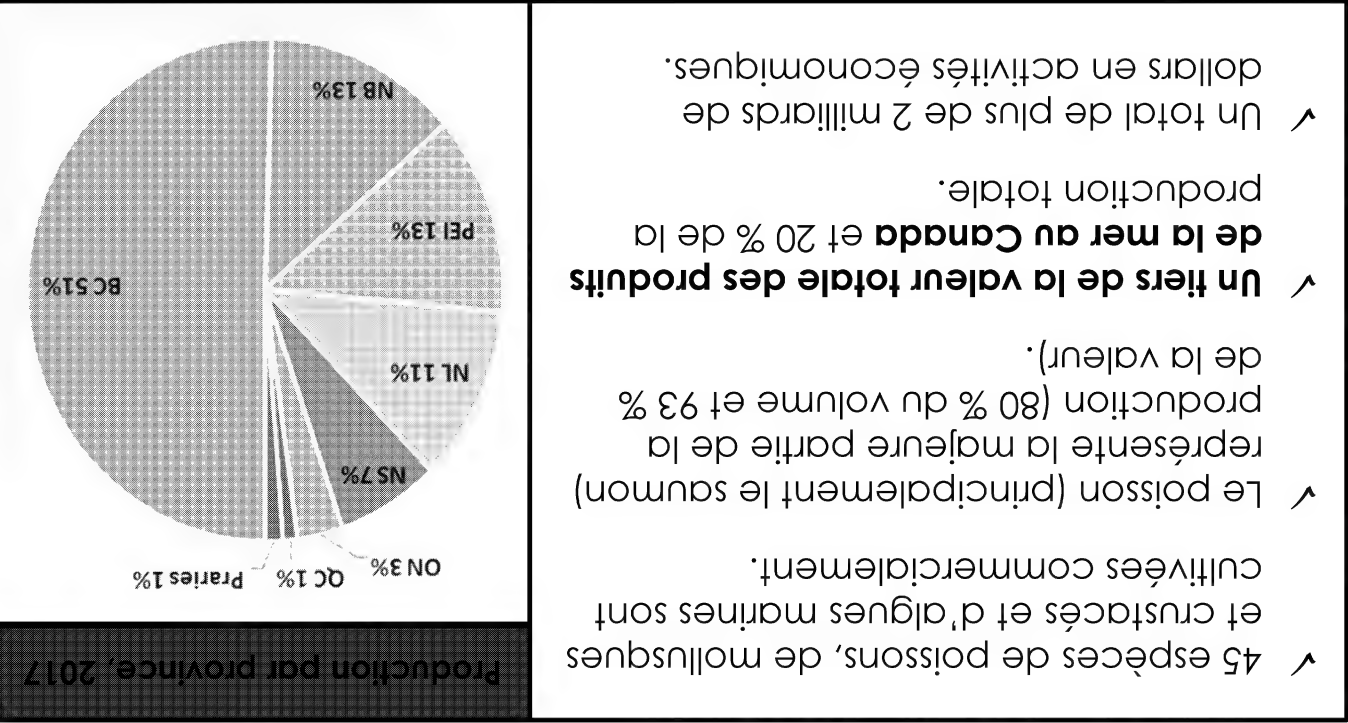 45 espèces de poissons, de mollusques
et crustacés et d'algues marines sont
cultivées commercialement.
Le poisson (principalement le saumon)
représente la majeure partie de la
production (80 % du volume et 93 %
de la valeur).
Un tiers de la valeur totale des produits
de la mer au Canada et 20 % de la
production totale.
Un total de plus de 2 milliards de
dollars en activités économiques.
Production par province, 2017
ON 3%
QC 1%
Praries 1%
NS 7%
NL 11%
BC 51%
PEI 13%
NB 13%